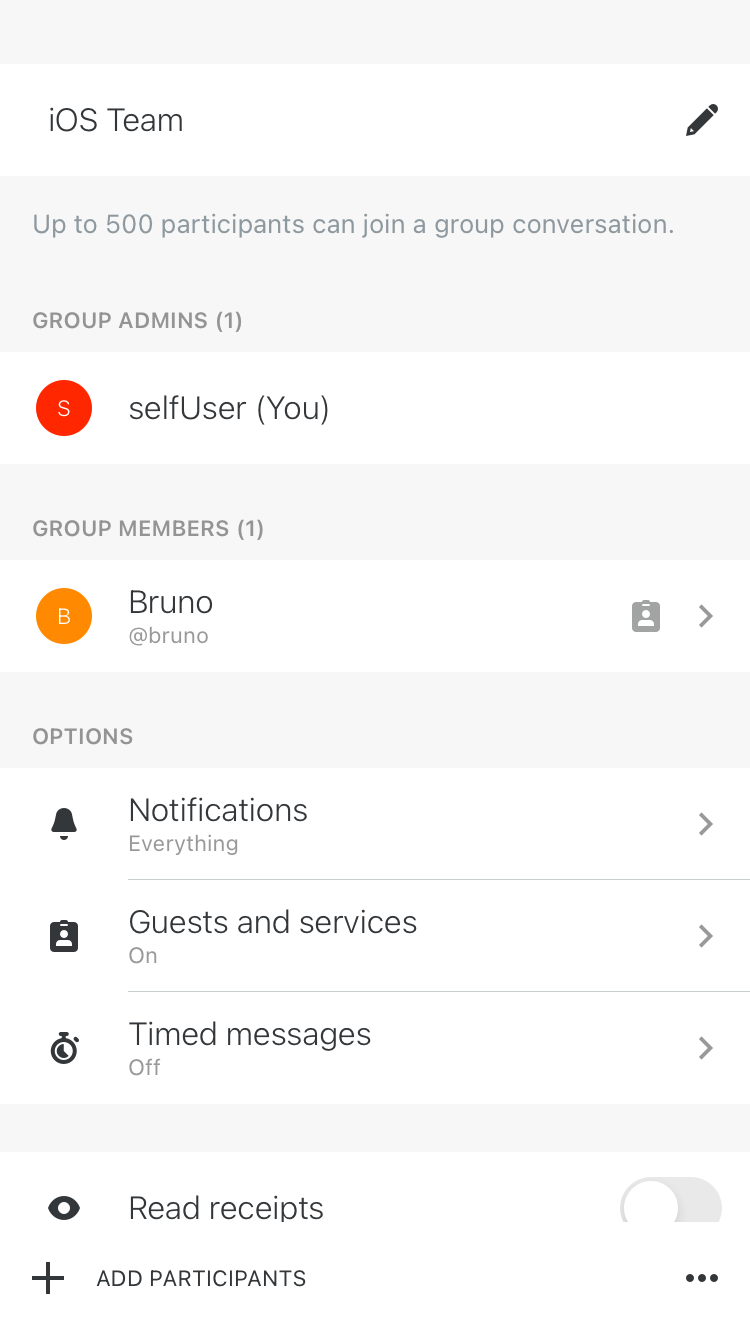 iOS Team
Up to 500 participants can join a group conversation.
GROUP ADMINS (1)
S
selfUser (You)
GROUP MEMBERS (1)
B
Bruno
@bruno
OPTIONS
Notifications
Everything
Guests and services
On
Timed messages
Off
Read receipts
ADD PARTICIPANTS